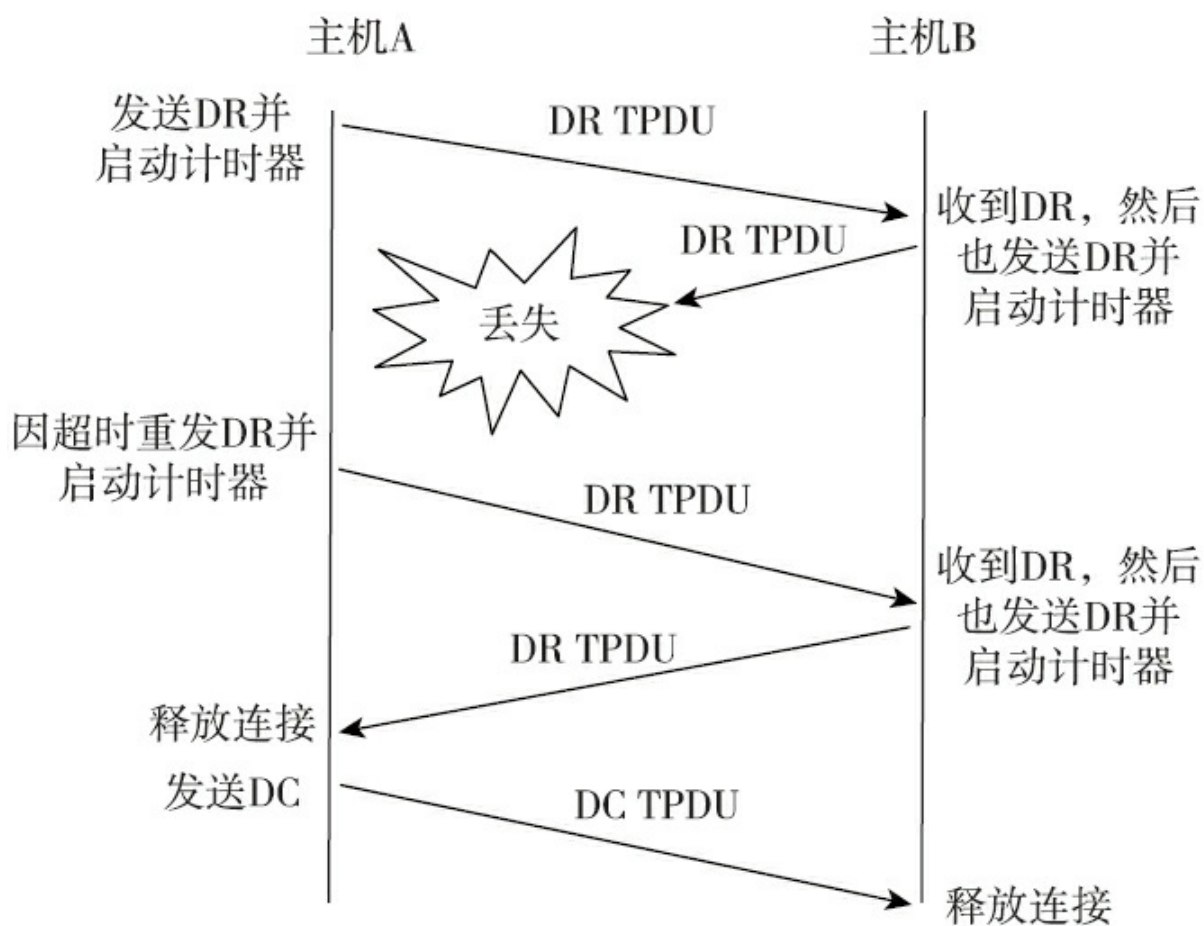 主机A
主机B
发送DR并
启动计时器
DR TPDU
收到DR，然后
也发送DR并
启动计时器
DR TPDU
丢失
因超时重发DR并
启动计时器
DR TPDU
收到DR，然后
也发送DR并
启动计时器
DR TPDU
释放连接
发送DC
DC TPDU
释放连接